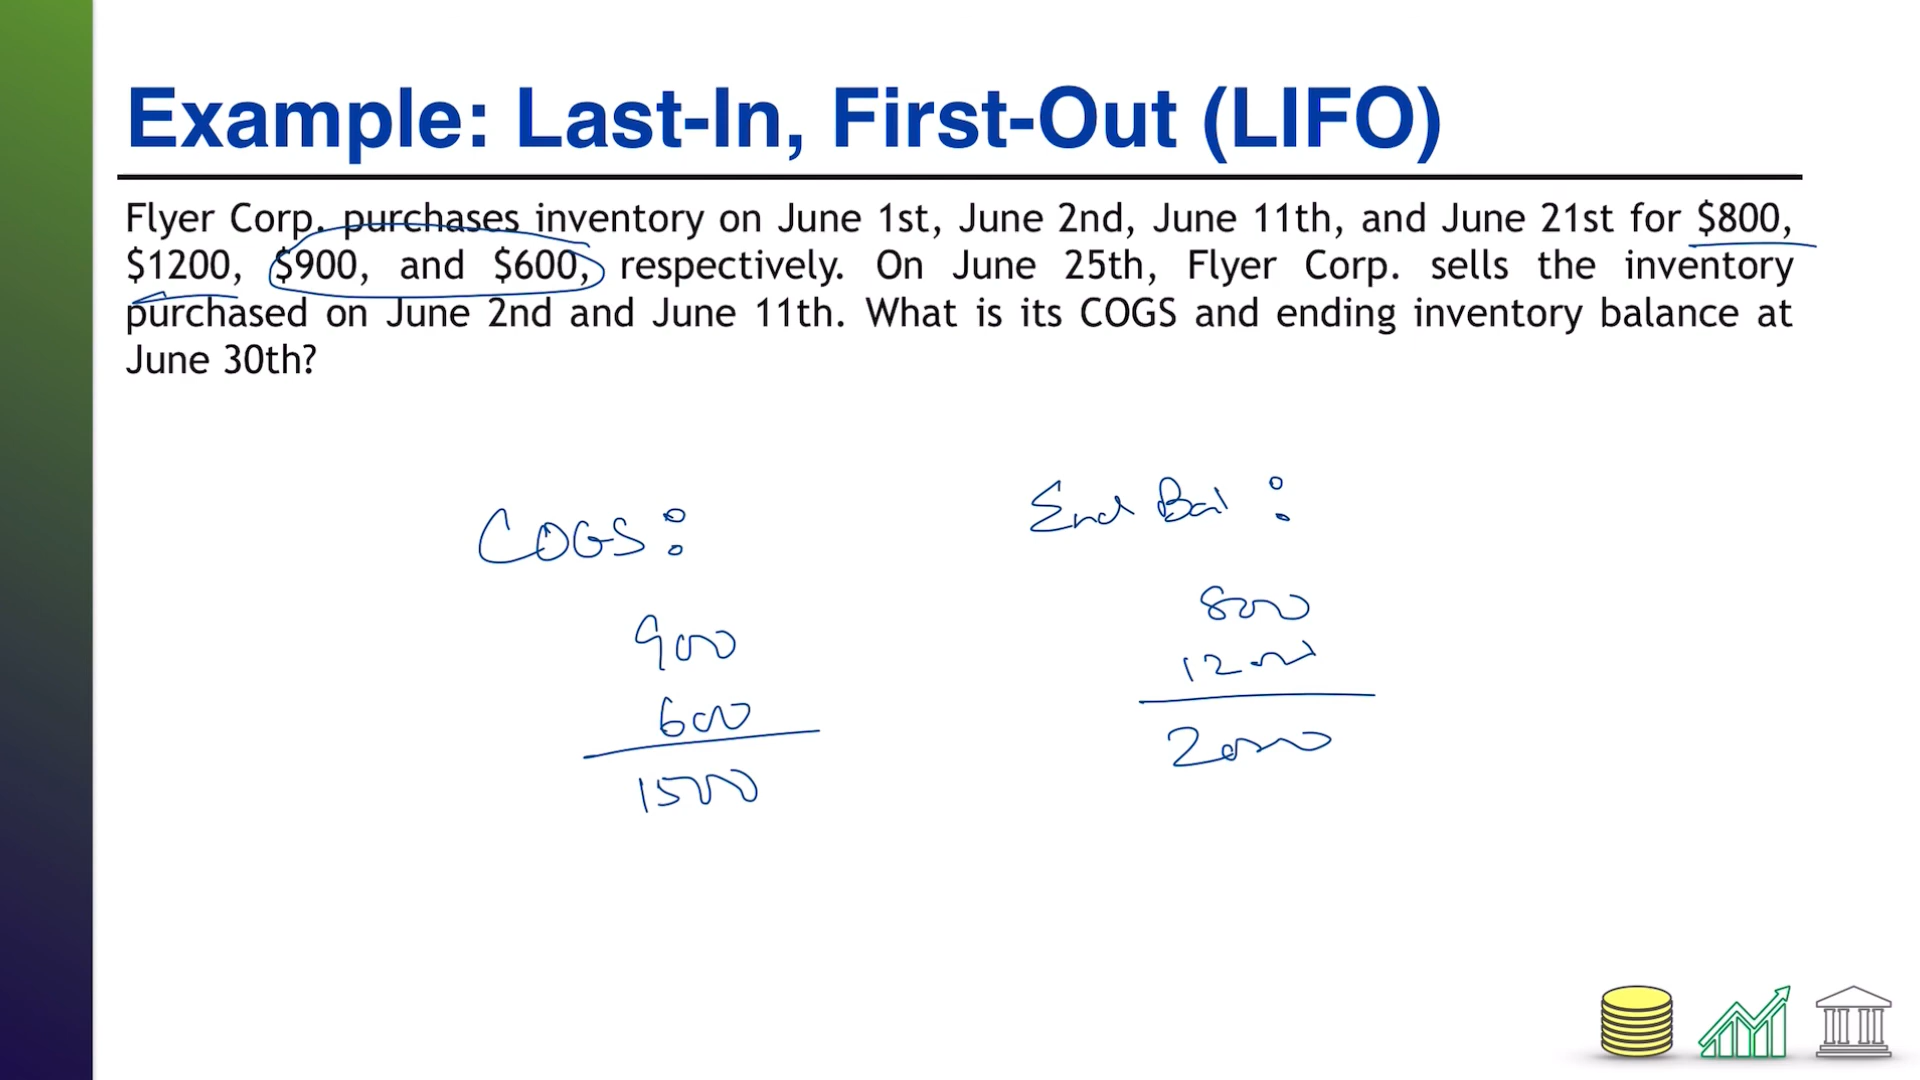 Example: Last-In, First-Out (LIFO)
Flyer Corp. purchases inventory on June 1st, June 2nd, June 11th, and June 21st for $800,
$1200, $900, and $600, respectively. On June 25th, Flyer Corp. sells the inventory
purchased on June 2nd and June 11th. What is its COGS and ending inventory balance at
June 30th?
COGS:
900
600
1500
End Bal:
800
1200
2000